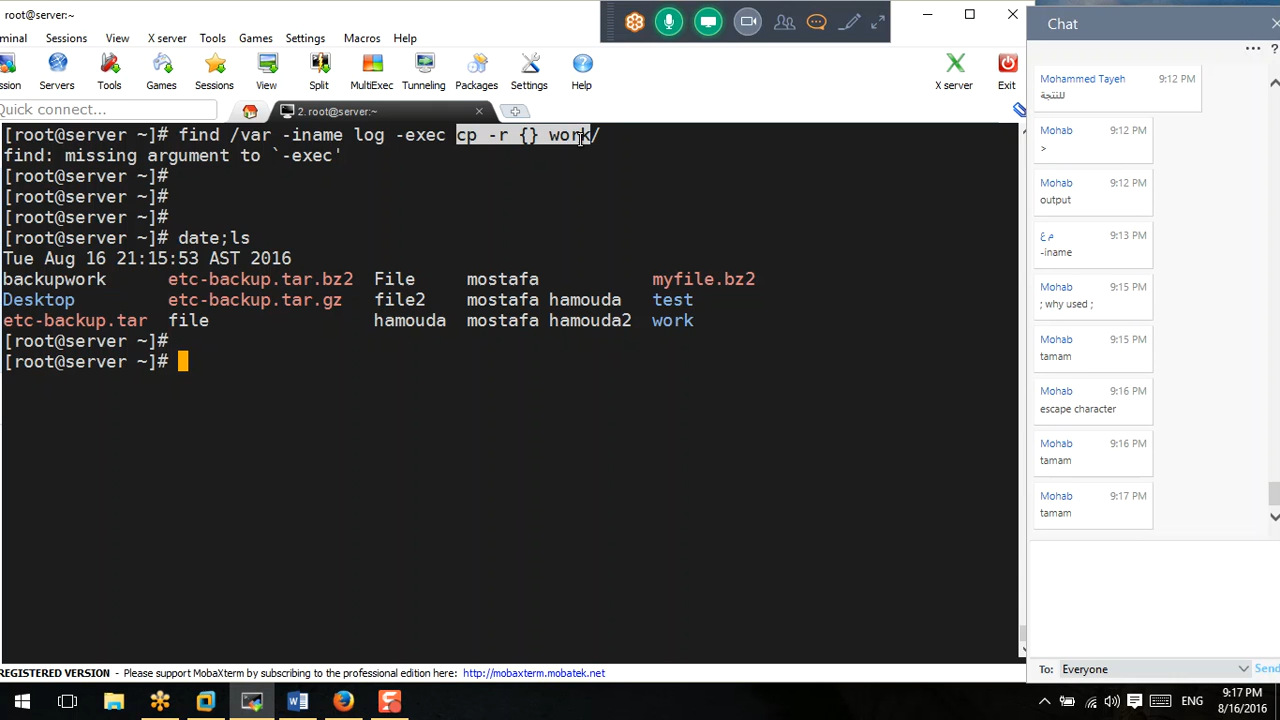 root@server:~
minal Sessions View X server Tools Games Settings Macros Help
ssion Servers Tools Games Sessions View Split MultiExec Tunneling Packages Settings Help X server Exit
Quick connect... 2. root@server:~
[root@server ~]# find /var -iname log -exec cp -r {} work/
find: missing argument to `-exec'
[root@server ~]#
[root@server ~]#
[root@server ~]#
[root@server ~]# date;ls
Tue Aug 16 21:15:53 AST 2016
backupwork etc-backup.tar.bz2 File mostafa myfile.bz2
Desktop etc-backup.tar.gz file2 mostafa hamouda test
etc-backup.tar file hamouda mostafa hamouda2 work
[root@server ~]#
[root@server ~]#
REGISTERED VERSION - Please support MobaXterm by subscribing to the professional edition here: http://mobaxterm.mobatek.net
Chat
... ?
Mohammed Tayeh 9:12 PM
للنتجة
Mohab 9:12 PM
>
Mohab 9:12 PM
output
م ع 9:13 PM
-iname
Mohab 9:15 PM
; why used ;
Mohab 9:15 PM
tamam
Mohab 9:16 PM
escape character
Mohab 9:16 PM
tamam
Mohab 9:17 PM
tamam
To: Everyone Send
ENG 9:17 PM
8/16/2016